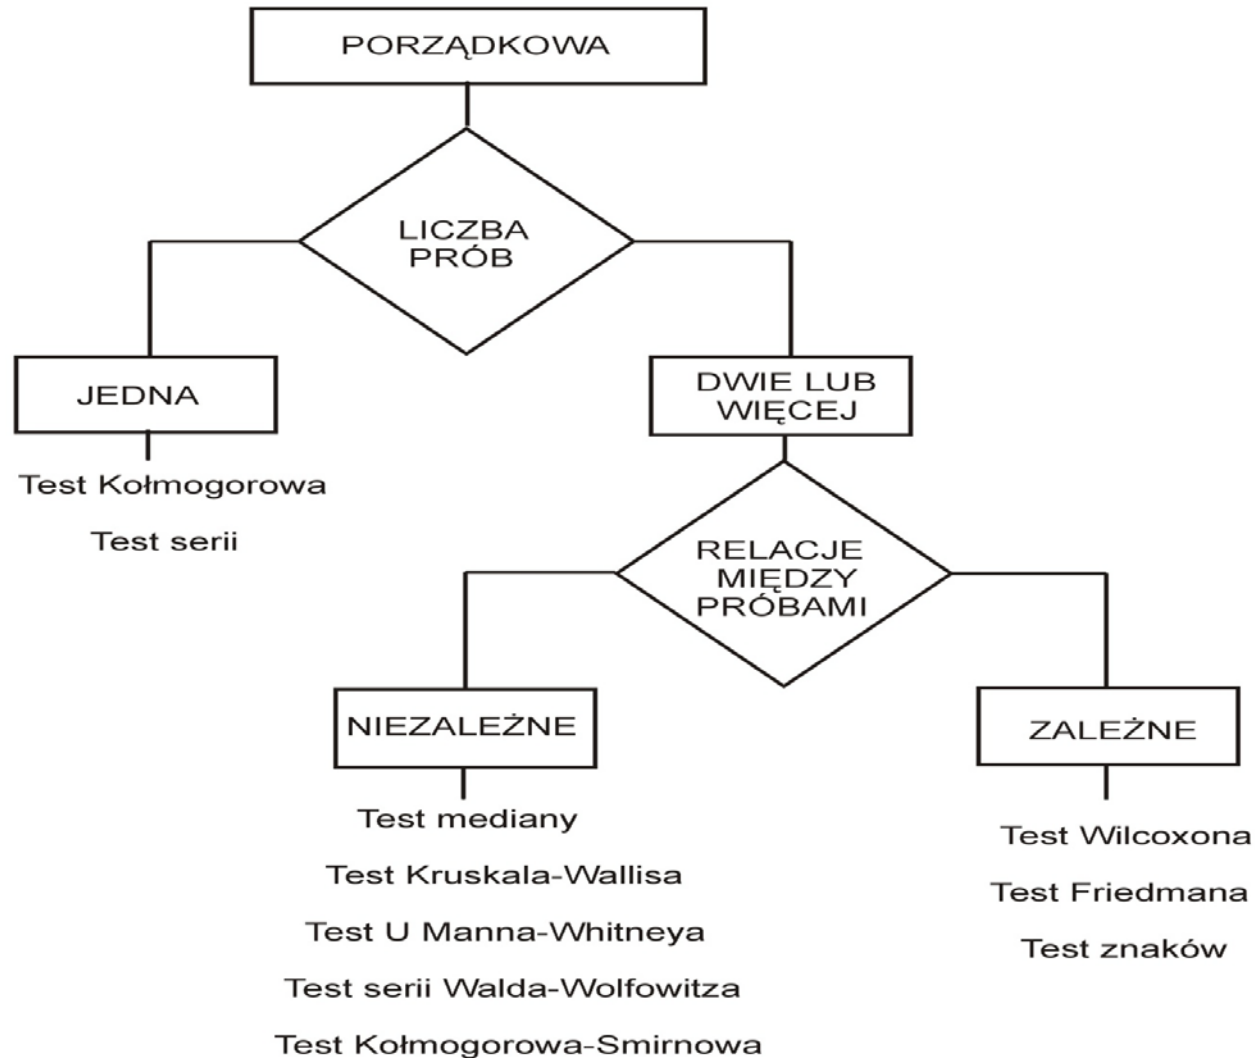 PORZĄDKOWA
LICZBA
PRÓB
JEDNA
DWIE LUB
WIĘCEJ
Test Kołmogorowa
Test serii
RELACJE
MIĘDZY
PRÓBAMI
NIEZALEŻNE
ZALEŻNE
Test mediany
Test Kruskala-Wallisa
Test U Manna-Whitneya
Test serii Walda-Wolfowitza
Test Kołmogorowa-Smirnowa
Test Wilcoxona
Test Friedmana
Test znaków